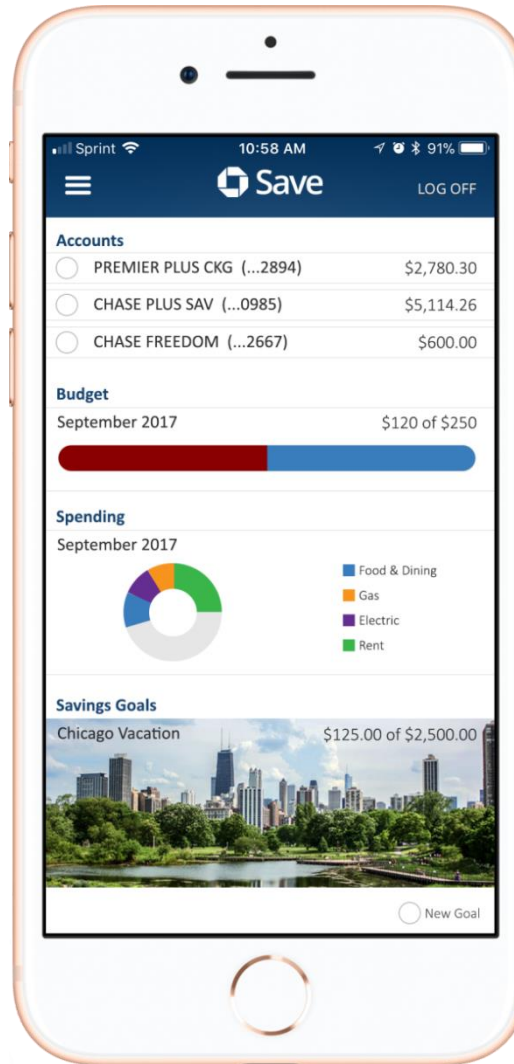 Sprint 10:58 AM 91%
Save LOG OFF
Accounts
PREMIER PLUS CKG (...2894) $2,780.30
CHASE PLUS SAV (...0985) $5,114.26
CHASE FREEDOM (...2667) $600.00
Budget
September 2017 $120 of $250
Spending
September 2017
Food & Dining
Gas
Electric
Rent
Savings Goals
Chicago Vacation $125.00 of $2,500.00
New Goal